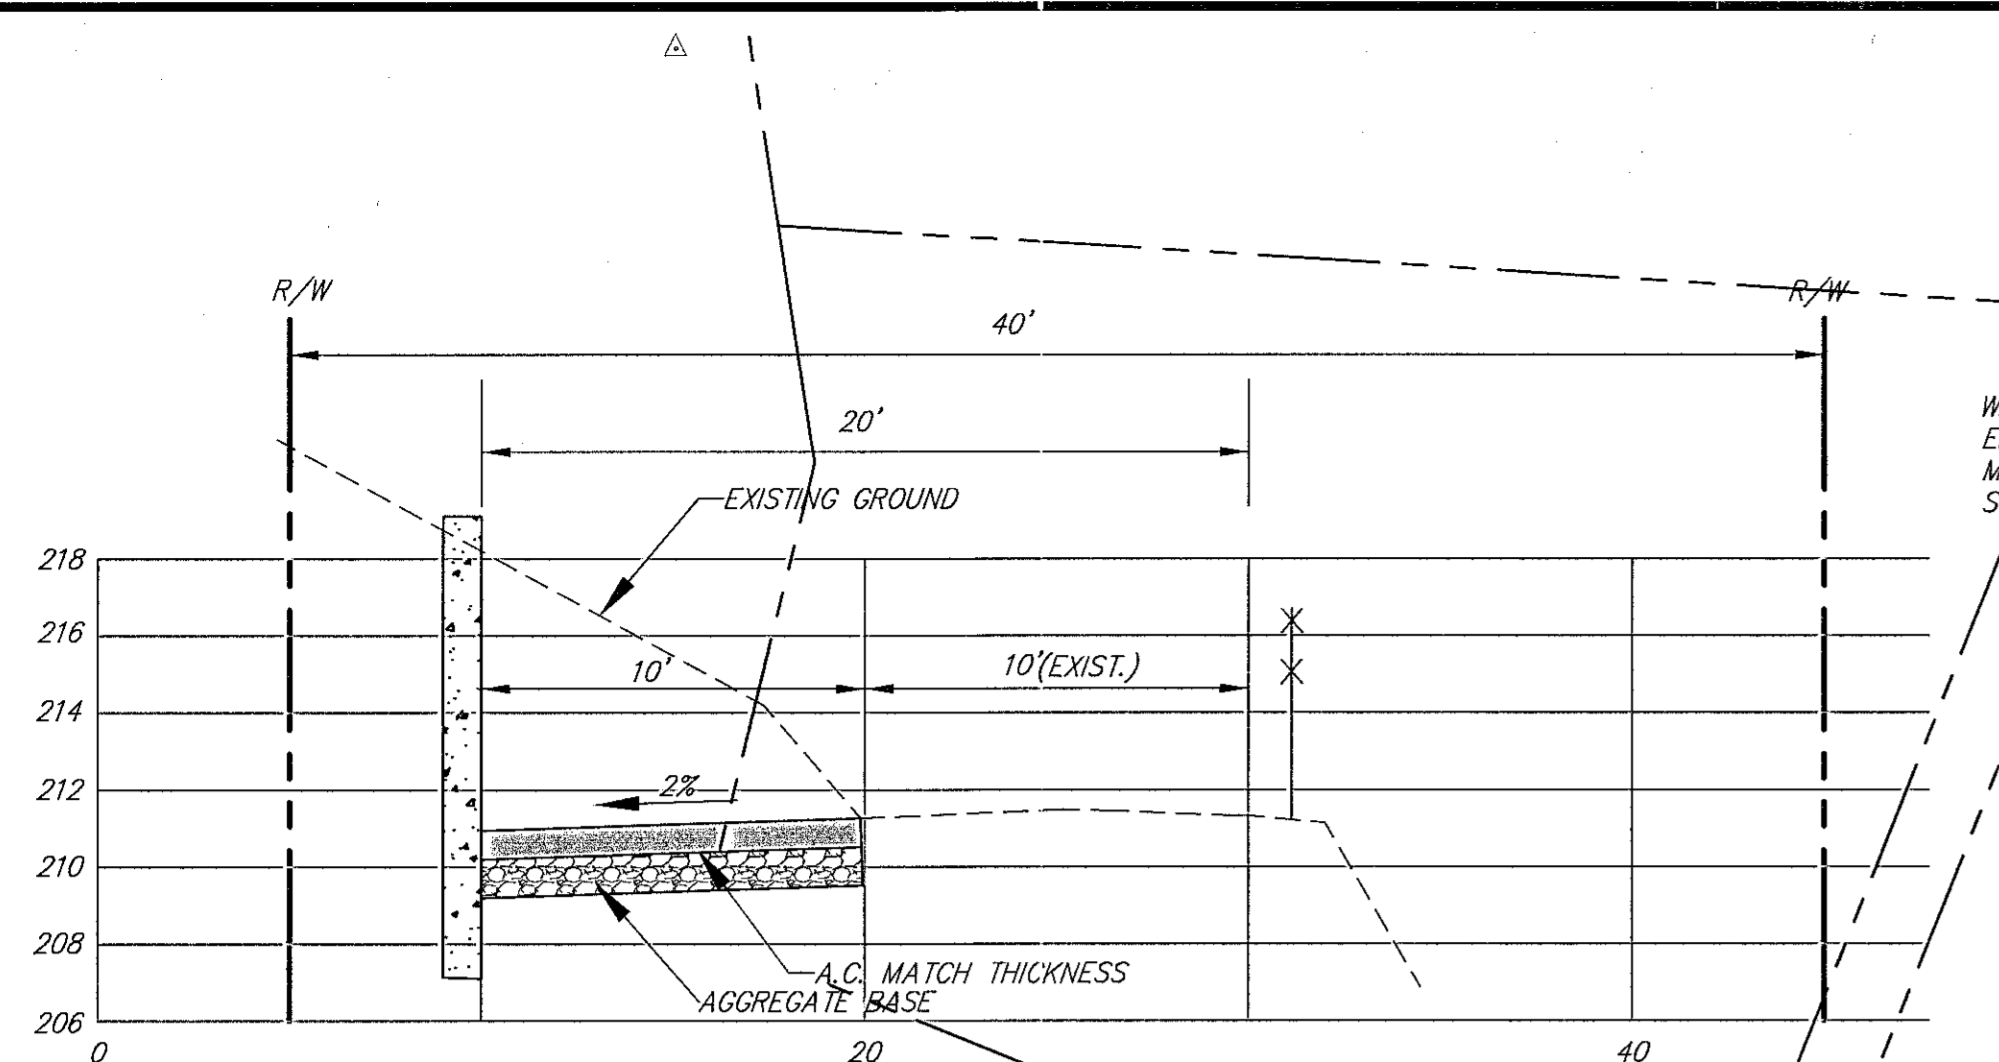 R/W
R/W
40'
20'
EXISTING GROUND
218
216
10'
10'(EXIST.)
214
2%
212
210
208
A.C. MATCH THICKNESS
AGGREGATE BASE
206
0
20
40